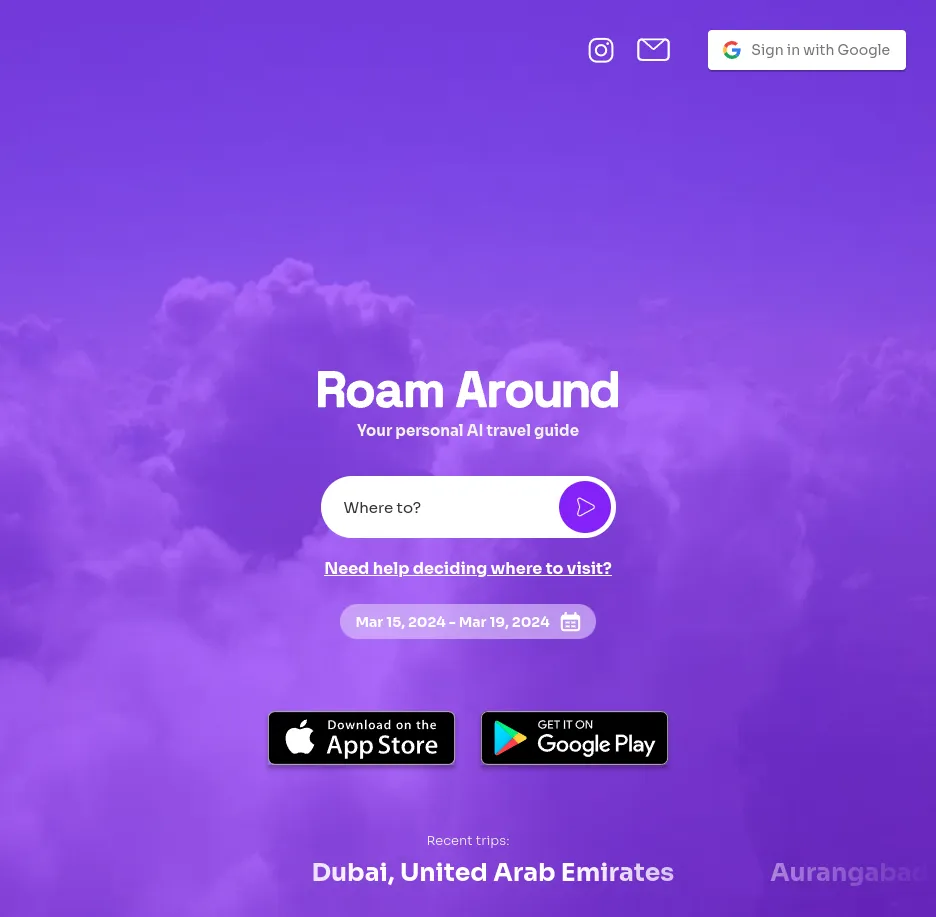 Sign in with Google
Roam Around
Your personal AI travel guide
Where to?
Need help deciding where to visit?
Mar 15, 2024 - Mar 19, 2024
Download on the
App Store
GET IT ON
Google Play
Recent trips:
Dubai, United Arab Emirates
Aurangabad